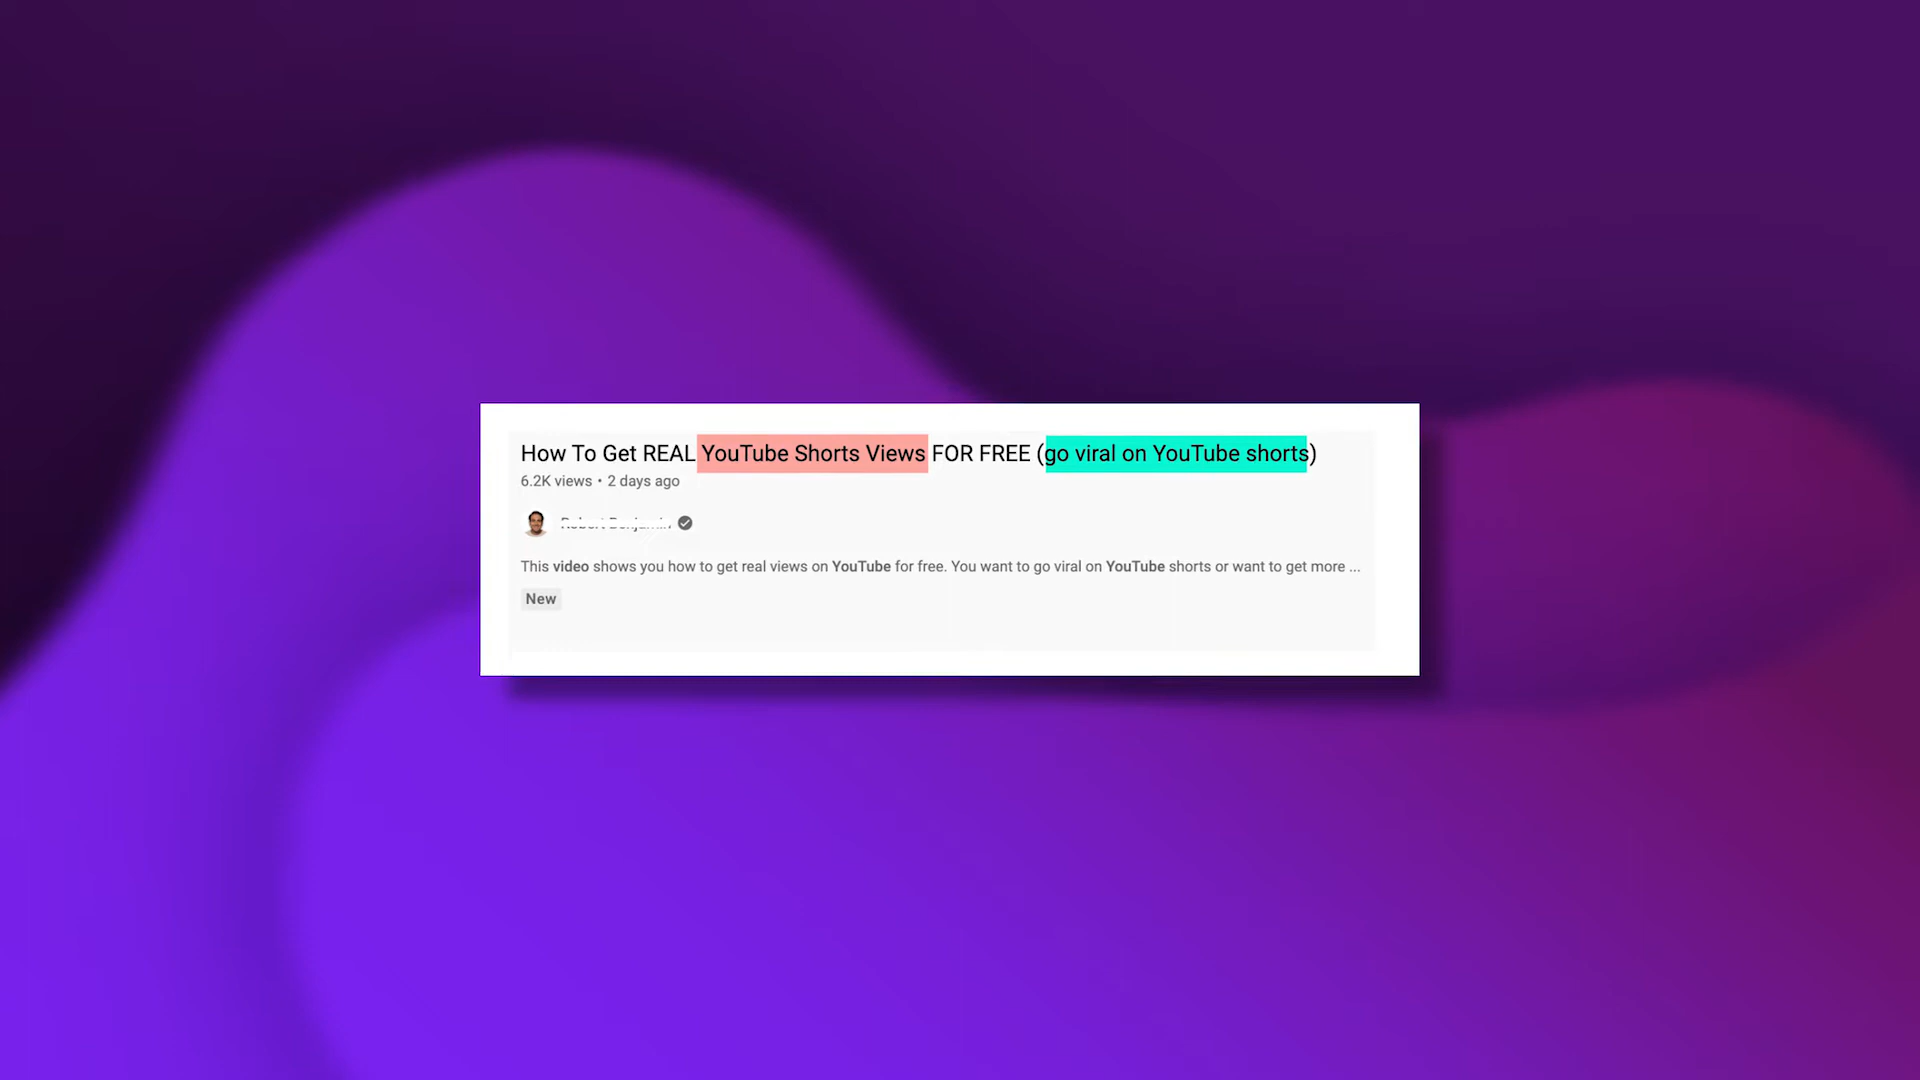 How To Get REAL YouTube Shorts Views FOR FREE (go viral on YouTube shorts)
6.2K views • 2 days ago
This video shows you how to get real views on YouTube for free. You want to go viral on YouTube shorts or want to get more ...
New